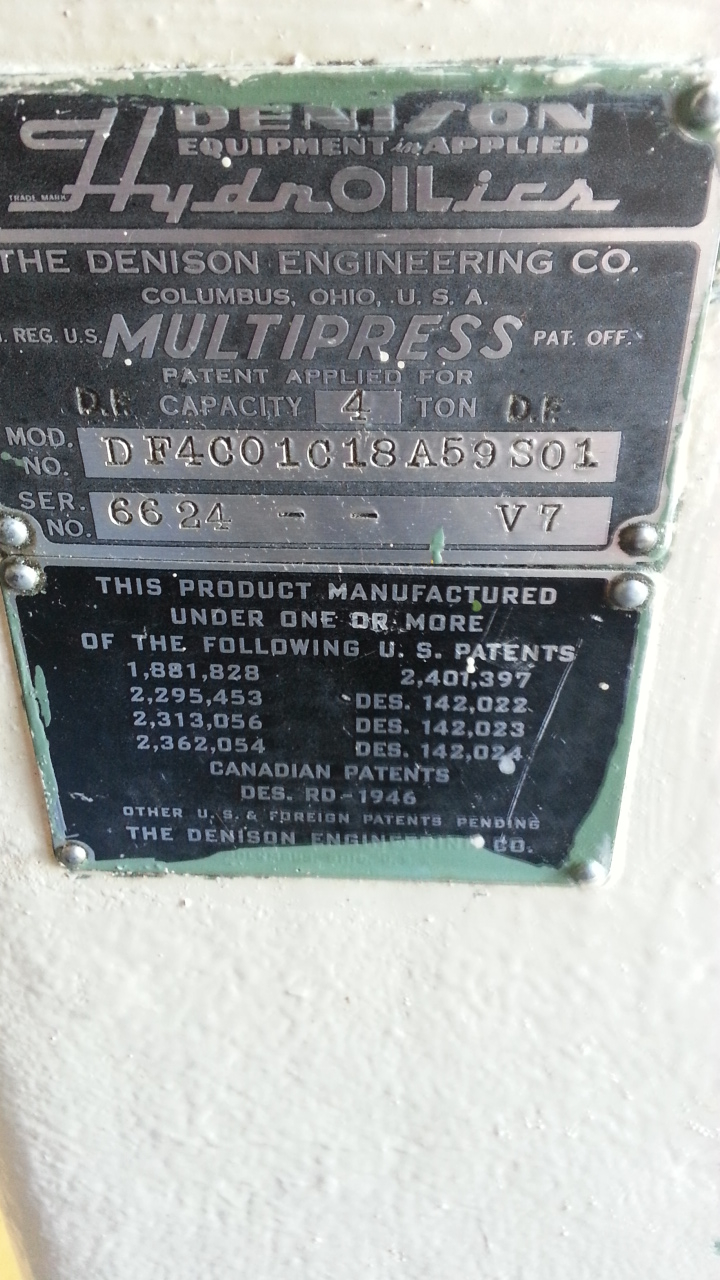 DENISON
EQUIPMENT for APPLIED
HydrOILics
TRADE MARK
THE DENISON ENGINEERING CO.
COLUMBUS, OHIO, U. S. A.
REG. U.S. MULTIPRESS PAT. OFF.
PATENT APPLIED FOR
D.F. CAPACITY 4 TON D.F.
MOD. NO. DF4C01C18A59S01
SER. NO. 6624 - - V7
THIS PRODUCT MANUFACTURED
UNDER ONE OR MORE
OF THE FOLLOWING U. S. PATENTS
1,881,828 2,401,397
2,295,453 DES. 142,022
2,313,056 DES. 142,023
2,362,054 DES. 142,024
CANADIAN PATENTS
DES. RD-1946
OTHER U. S. & FOREIGN PATENTS PENDING
THE DENISON ENGINEERING CO.